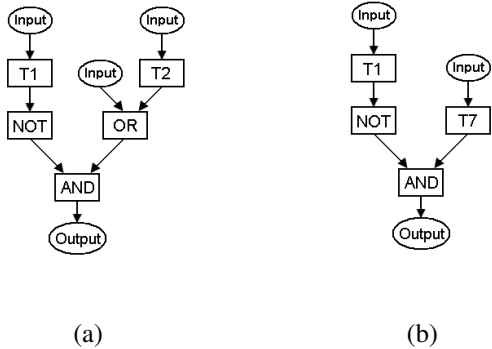 Input
T1
NOT
Input
Input
T2
OR
AND
Output
(a)
Input
T1
NOT
Input
T7
AND
Output
(b)